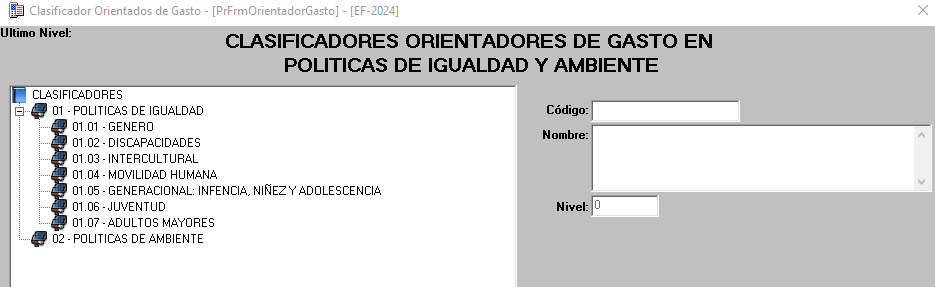 Clasificador Orientados de Gasto - [PrFrmOrientadorGasto] - [EF-2024]
Ultimo Nivel:
CLASIFICADORES ORIENTADORES DE GASTO EN
POLITICAS DE IGUALDAD Y AMBIENTE
CLASIFICADORES
01 - POLITICAS DE IGUALDAD
01.01 - GENERO
01.02 - DISCAPACIDADES
01.03 - INTERCULTURAL
01.04 - MOVILIDAD HUMANA
01.05 - GENERACIONAL: INFENCIA, NIÑEZ Y ADOLESCENCIA
01.06 - JUVENTUD
01.07 - ADULTOS MAYORES
02 - POLITICAS DE AMBIENTE
Código:
Nombre:
Nivel: 0